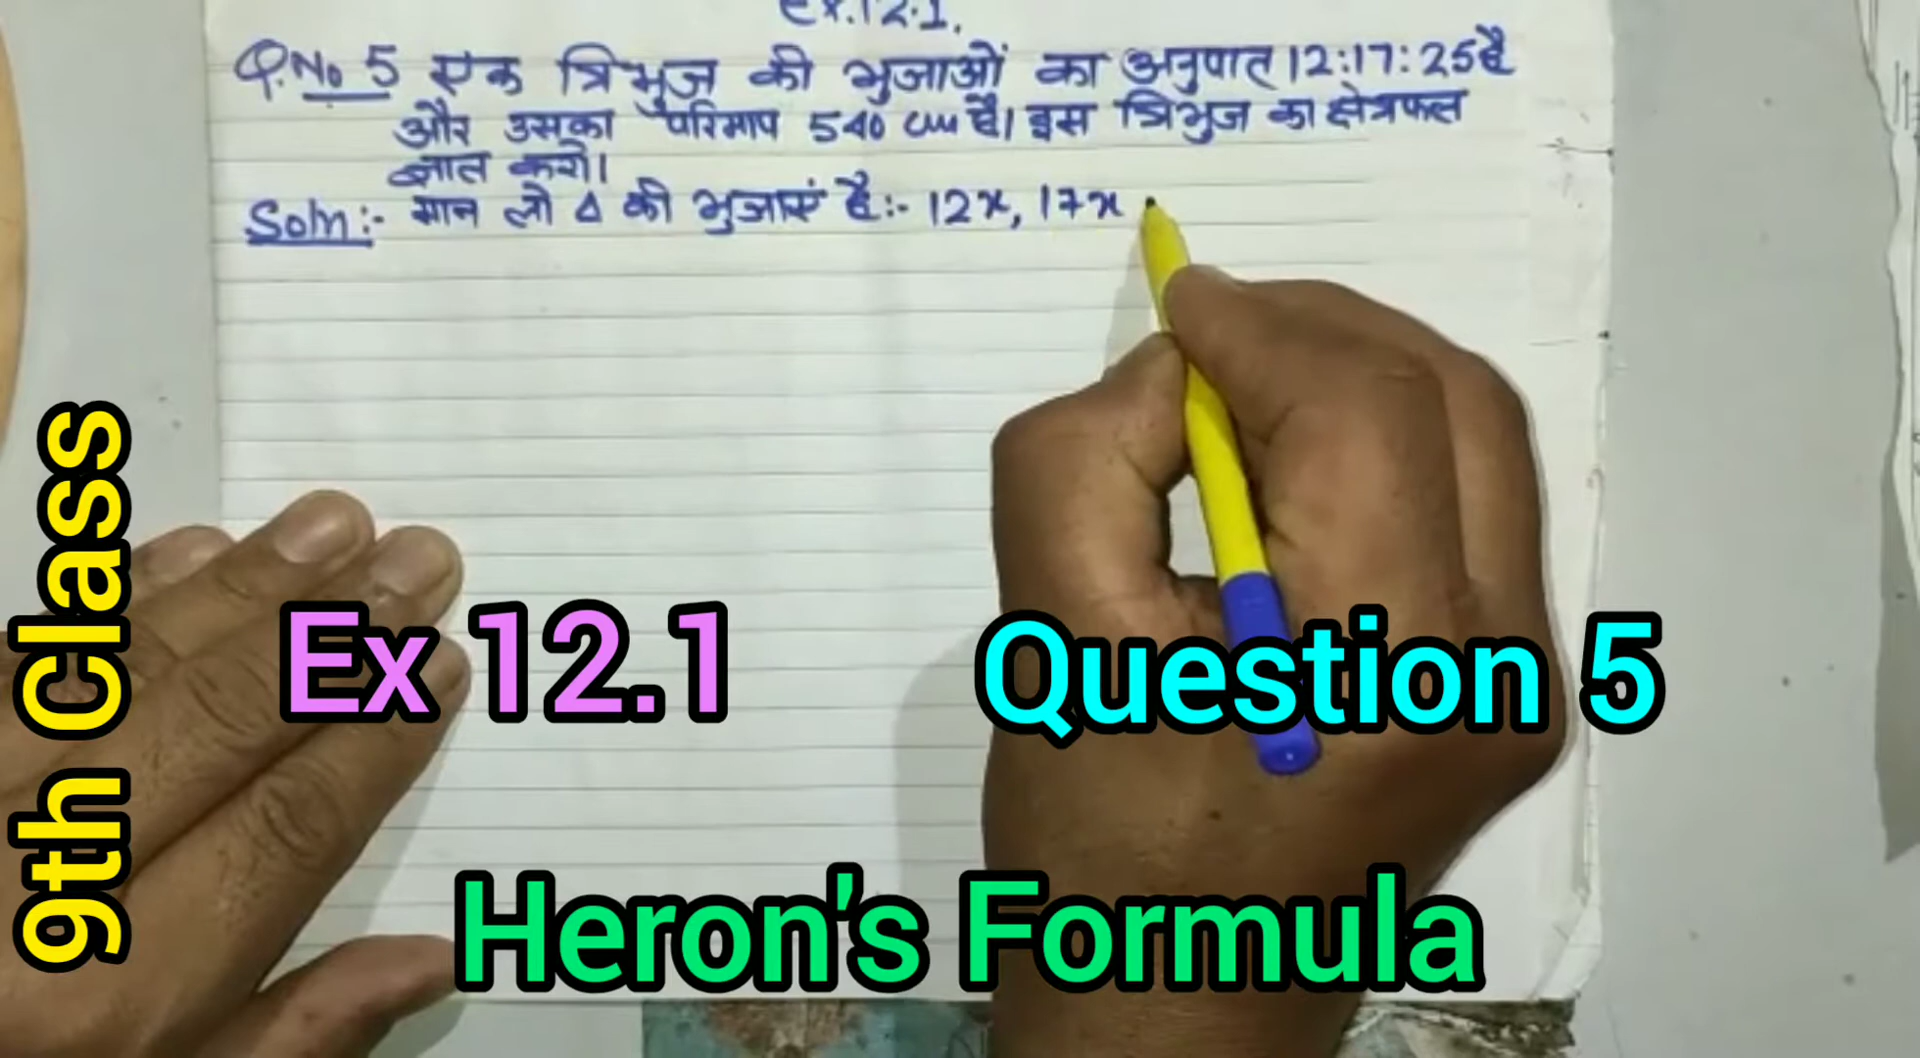 Ex.12.1.
Q.No 5 एक त्रिभुज की भुजाओं का अनुपात 12:17:25 है
और उसका परिमाप 540 cm है। इस त्रिभुज का क्षेत्रफल
ज्ञात करो।
Soln:- मान लो Δ की भुजाएं है:- 12x, 17x
9th Class
Ex 12.1
Question 5
Heron's Formula